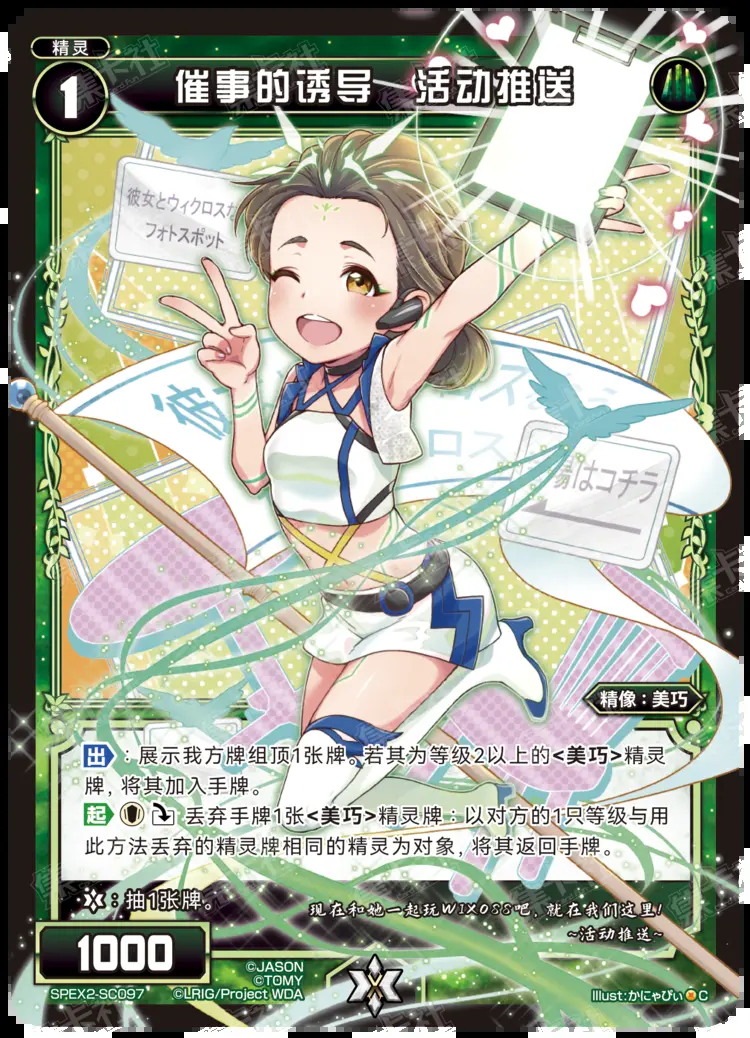 精灵
1
催事的诱导 活动推送
彼女とウィクロスな
フォトスポット
ロス
場はコチラ
精像:美巧
出:展示我方牌组顶1张牌。若其为等级2以上的<美巧>精灵
牌,将其加入手牌。
起 丢弃手牌1张<美巧>精灵牌:以对方的1只等级与用
此方法丢弃的精灵牌相同的精灵为对象,将其返回手牌。
:抽1张牌。
现在和她一起玩WIXOSS吧,就在我们这里!
~活动推送~
1000
©JASON
©TOMY
SPEX2-SC097 ©LRIG/Project WDA
Illust:かにゃぴぃ C